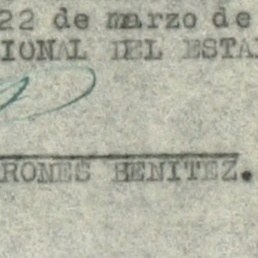 22 de marzo de
IONAL DEL ESTA
RONES BENITEZ.